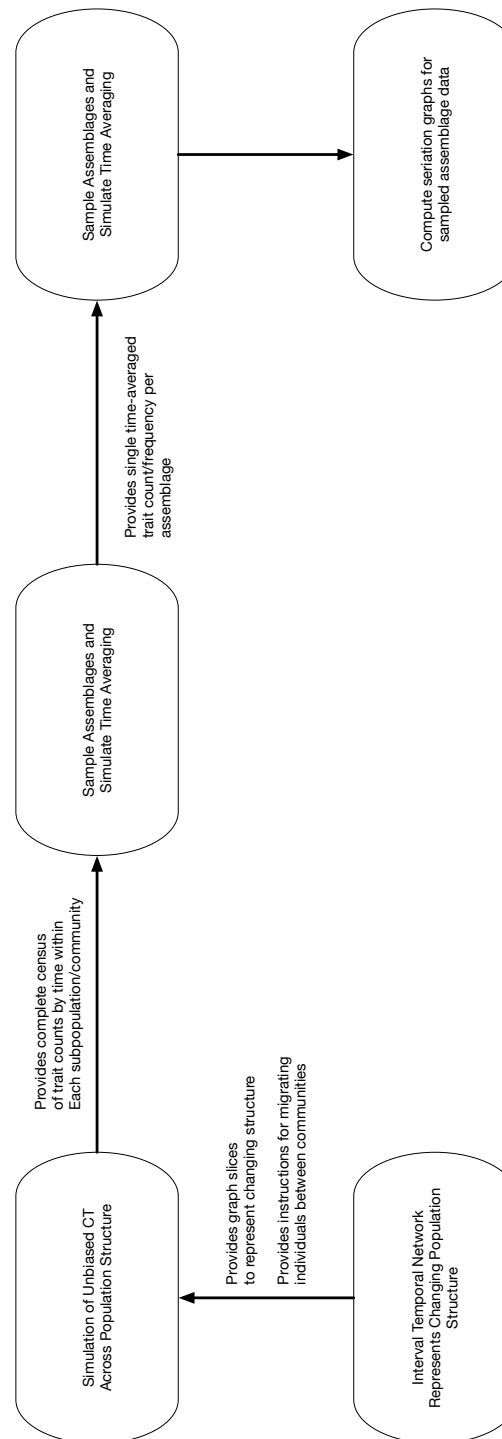 Simulation of Unbiased CT
Across Population Structure
Provides complete census
of trait counts by time within
Each subpopulation/community
Sample Assemblages and
Simulate Time Averaging
Provides single time-averaged
trait count/frequency per
assemblage
Sample Assemblages and
Simulate Time Averaging
Provides graph slices
to represent changing structure
Provides instructions for migrating
individuals between communities
Interval Temporal Network
Represents Changing Population
Structure
Compute seriation graphs for
sampled assemblage data